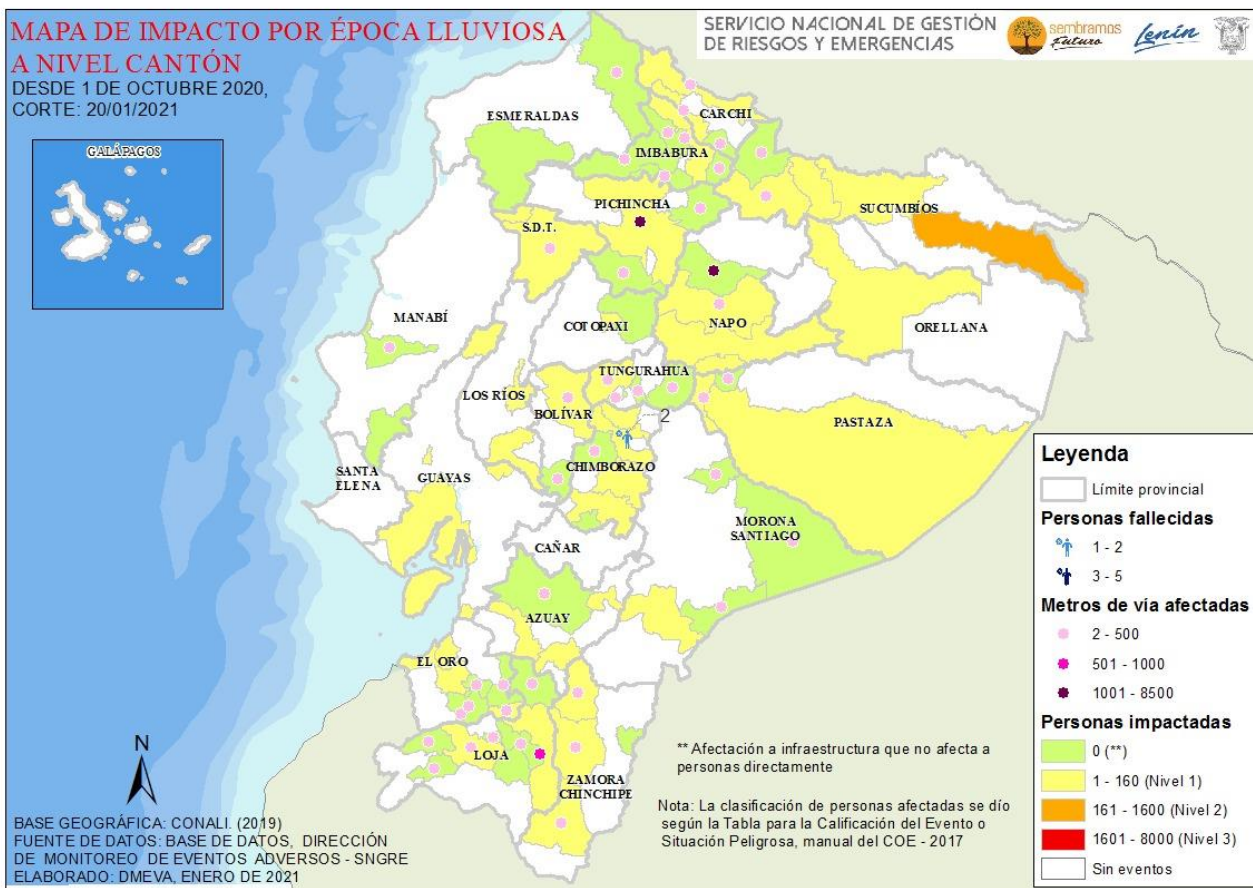 MAPA DE IMPACTO POR ÉPOCA LLUVIOSA
A NIVEL CANTÓN
DESDE 1 DE OCTUBRE 2020,
CORTE: 20/01/2021
SERVICIO NACIONAL DE GESTIÓN
DE RIESGOS Y EMERGENCIAS
sembramos
Futuro
Lenín
GALÁPAGOS
ESMERALDAS
CARCHI
IMBABURA
SUCUMBÍOS
PICHINCHA
S.D.T.
MANABÍ
COTOPAXI
NAPO
ORELLANA
TUNGURAHUA
LOS RÍOS
BOLÍVAR
2
PASTAZA
CHIMBORAZO
SANTA
ELENA
GUAYAS
MORONA
SANTIAGO
CAÑAR
AZUAY
EL ORO
LOJA
ZAMORA
CHINCHIPE
N
Leyenda
Límite provincial
Personas fallecidas
1 - 2
3 - 5
Metros de vía afectadas
2 - 500
501 - 1000
1001 - 8500
Personas impactadas
0 (**)
1 - 160 (Nivel 1)
161 - 1600 (Nivel 2)
1601 - 8000 (Nivel 3)
Sin eventos
** Afectación a infraestructura que no afecta a
personas directamente
Nota: La clasificación de personas afectadas se dío
según la Tabla para la Calificación del Evento o
Situación Peligrosa, manual del COE - 2017
BASE GEOGRÁFICA: CONALI. (2019)
FUENTE DE DATOS: BASE DE DATOS, DIRECCIÓN
DE MONITOREO DE EVENTOS ADVERSOS - SNGRE
ELABORADO: DMEVA, ENERO DE 2021